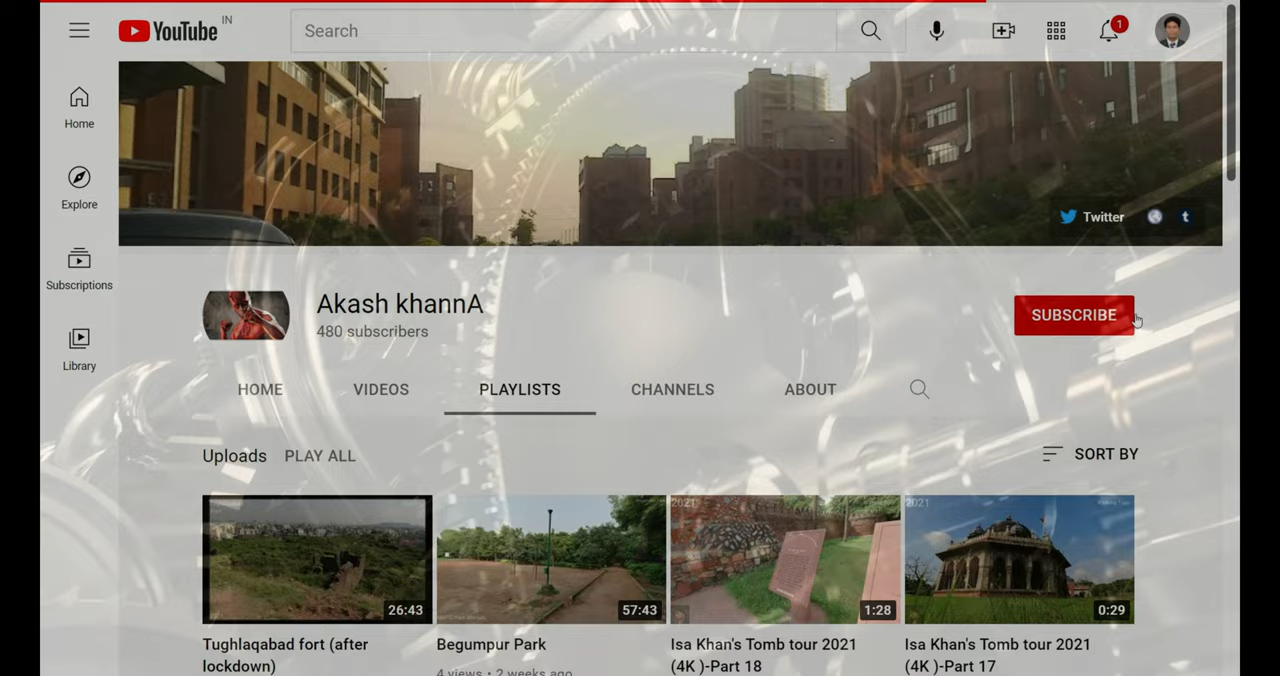 YouTube IN
Search
1
Home
Explore
Subscriptions
Library
Twitter
t
Akash khannA
480 subscribers
SUBSCRIBE
HOME VIDEOS PLAYLISTS CHANNELS ABOUT
Uploads PLAY ALL
SORT BY
2021
2021
26:43
57:43
1:28
0:29
Tughlaqabad fort (after
lockdown)
Begumpur Park
4 views • 2 weeks ago
Isa Khan's Tomb tour 2021
(4K )-Part 18
Isa Khan's Tomb tour 2021
(4K )-Part 17